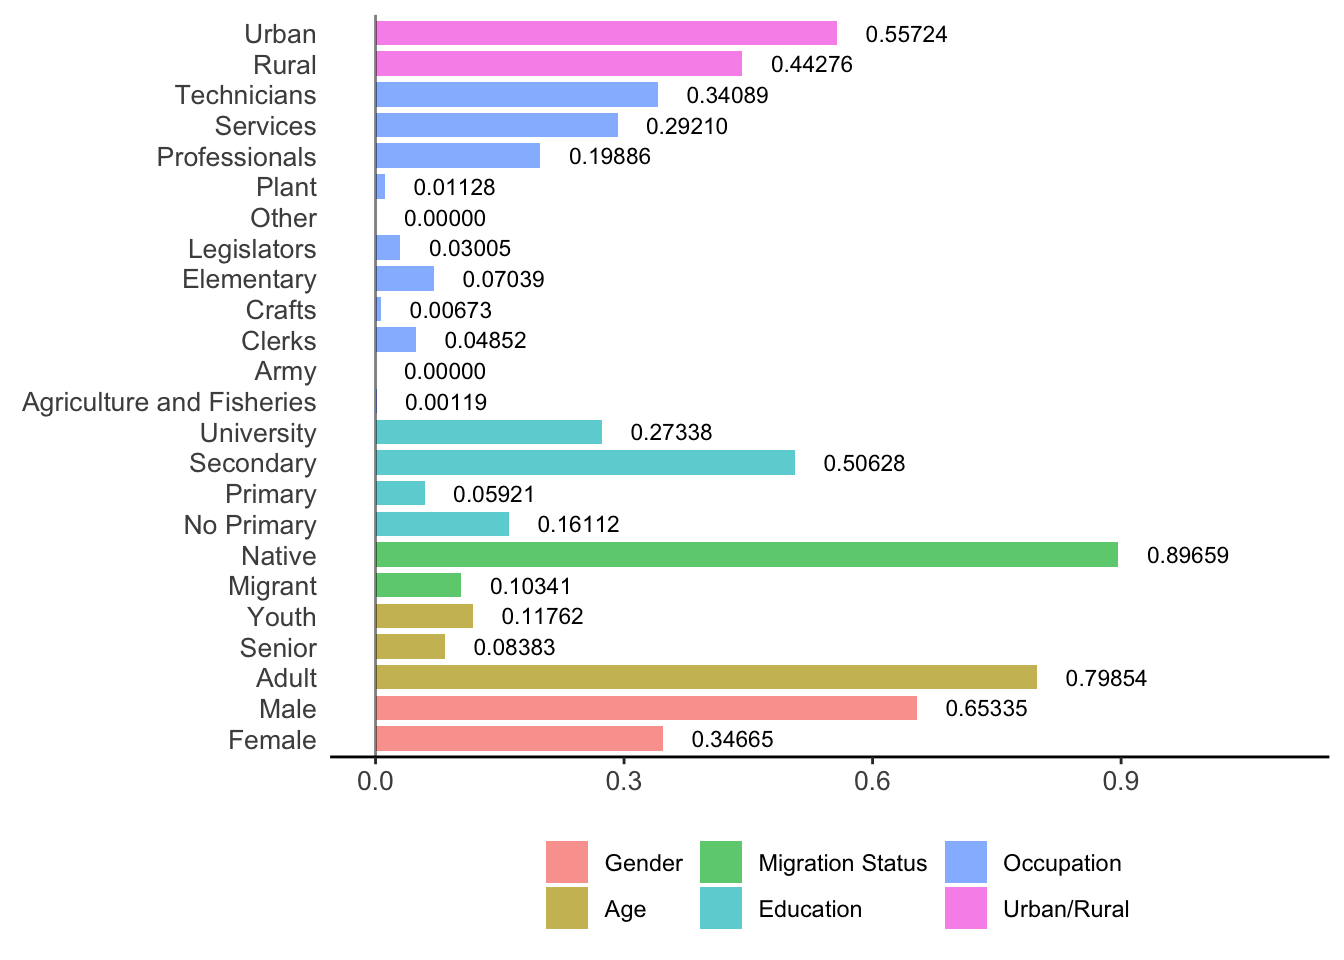 Urban 0.55724
Rural 0.44276
Technicians 0.34089
Services 0.29210
Professionals 0.19886
Plant 0.01128
Other 0.00000
Legislators 0.03005
Elementary 0.07039
Crafts 0.00673
Clerks 0.04852
Army 0.00000
Agriculture and Fisheries 0.00119
University 0.27338
Secondary 0.50628
Primary 0.05921
No Primary 0.16112
Native 0.89659
Migrant 0.10341
Youth 0.11762
Senior 0.08383
Adult 0.79854
Male 0.65335
Female 0.34665
0.0 0.3 0.6 0.9
Gender Migration Status Occupation
Age Education Urban/Rural